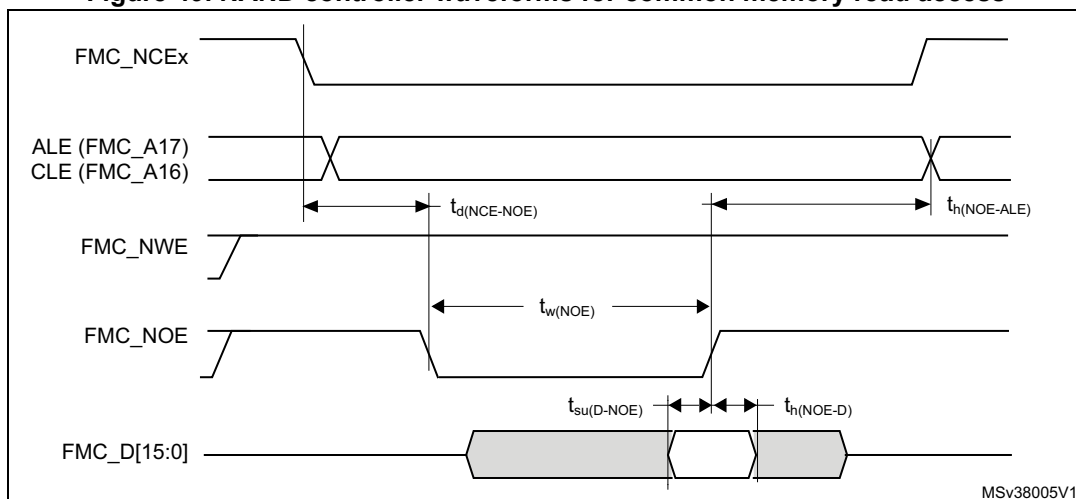 Figure NAND controller waveforms for common memory read access
FMC_NCEx
ALE (FMC_A17)
CLE (FMC_A16)
td(NCE-NOE)
th(NOE-ALE)
FMC_NWE
tw(NOE)
FMC_NOE
tsu(D-NOE)
th(NOE-D)
FMC_D[15:0]
MSv38005V1